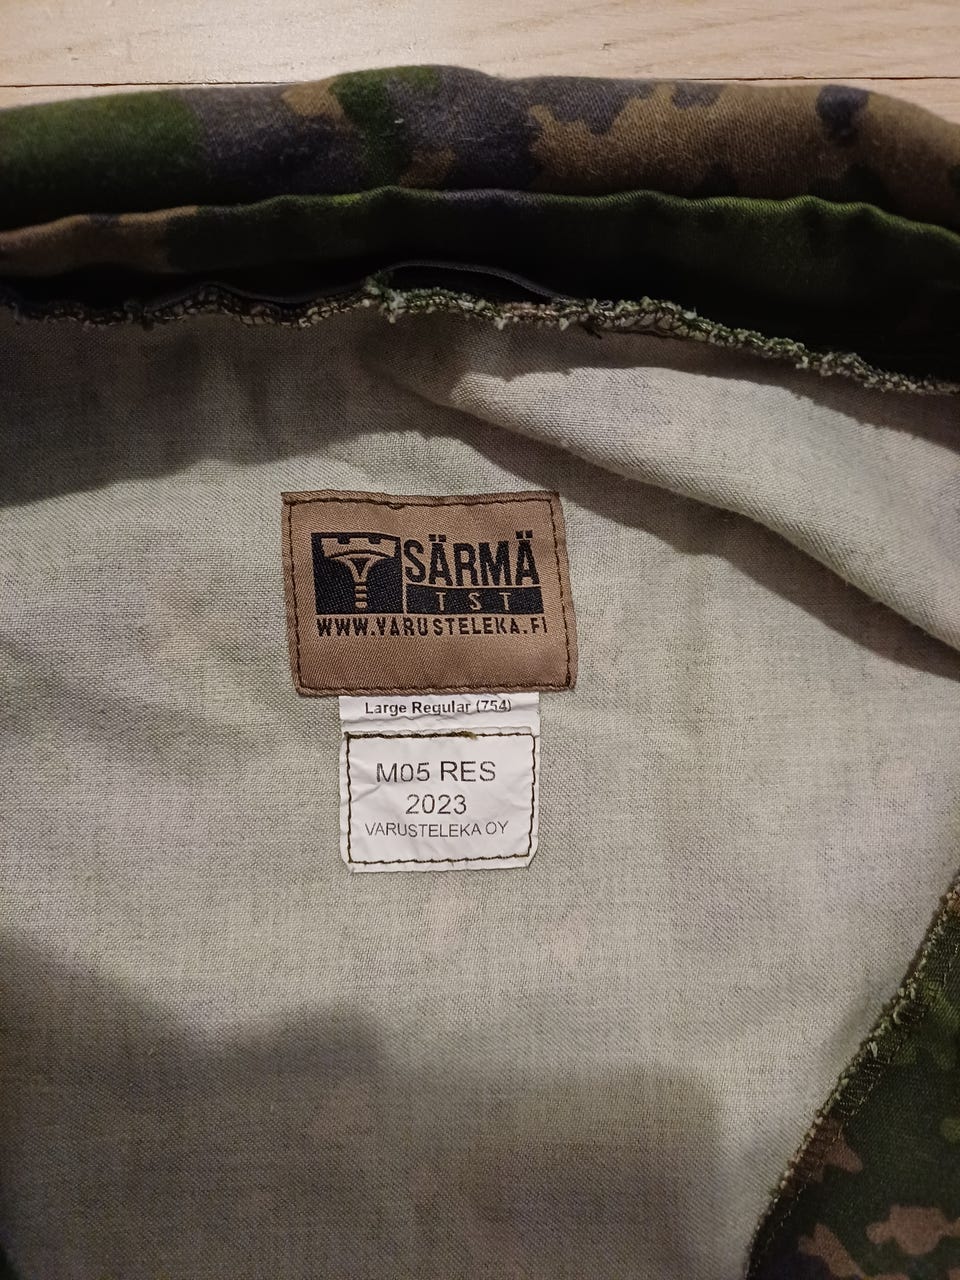 SÄRMÄ
TST
WWW.VARUSTELEKA.FI
Large Regular (754)
M05 RES
2023
VARUSTELEKA OY